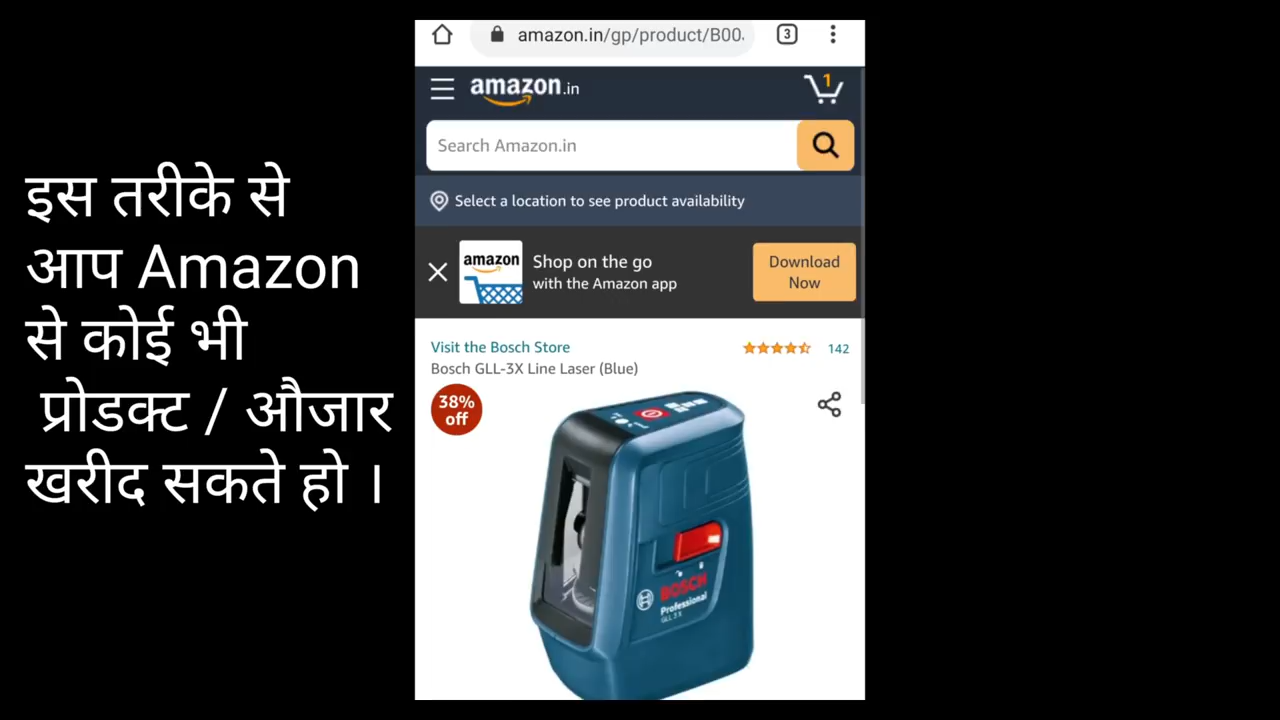 इस तरीके से
आप Amazon
से कोई भी
प्रोडक्ट / औजार
खरीद सकते हो ।
amazon.in/gp/product/B00.
3
amazon.in
1
Search Amazon.in
Select a location to see product availability
amazon
Shop on the go
with the Amazon app
Download
Now
Visit the Bosch Store
142
Bosch GLL-3X Line Laser (Blue)
38%
off
BOSCH
Professional
GLL 3 X